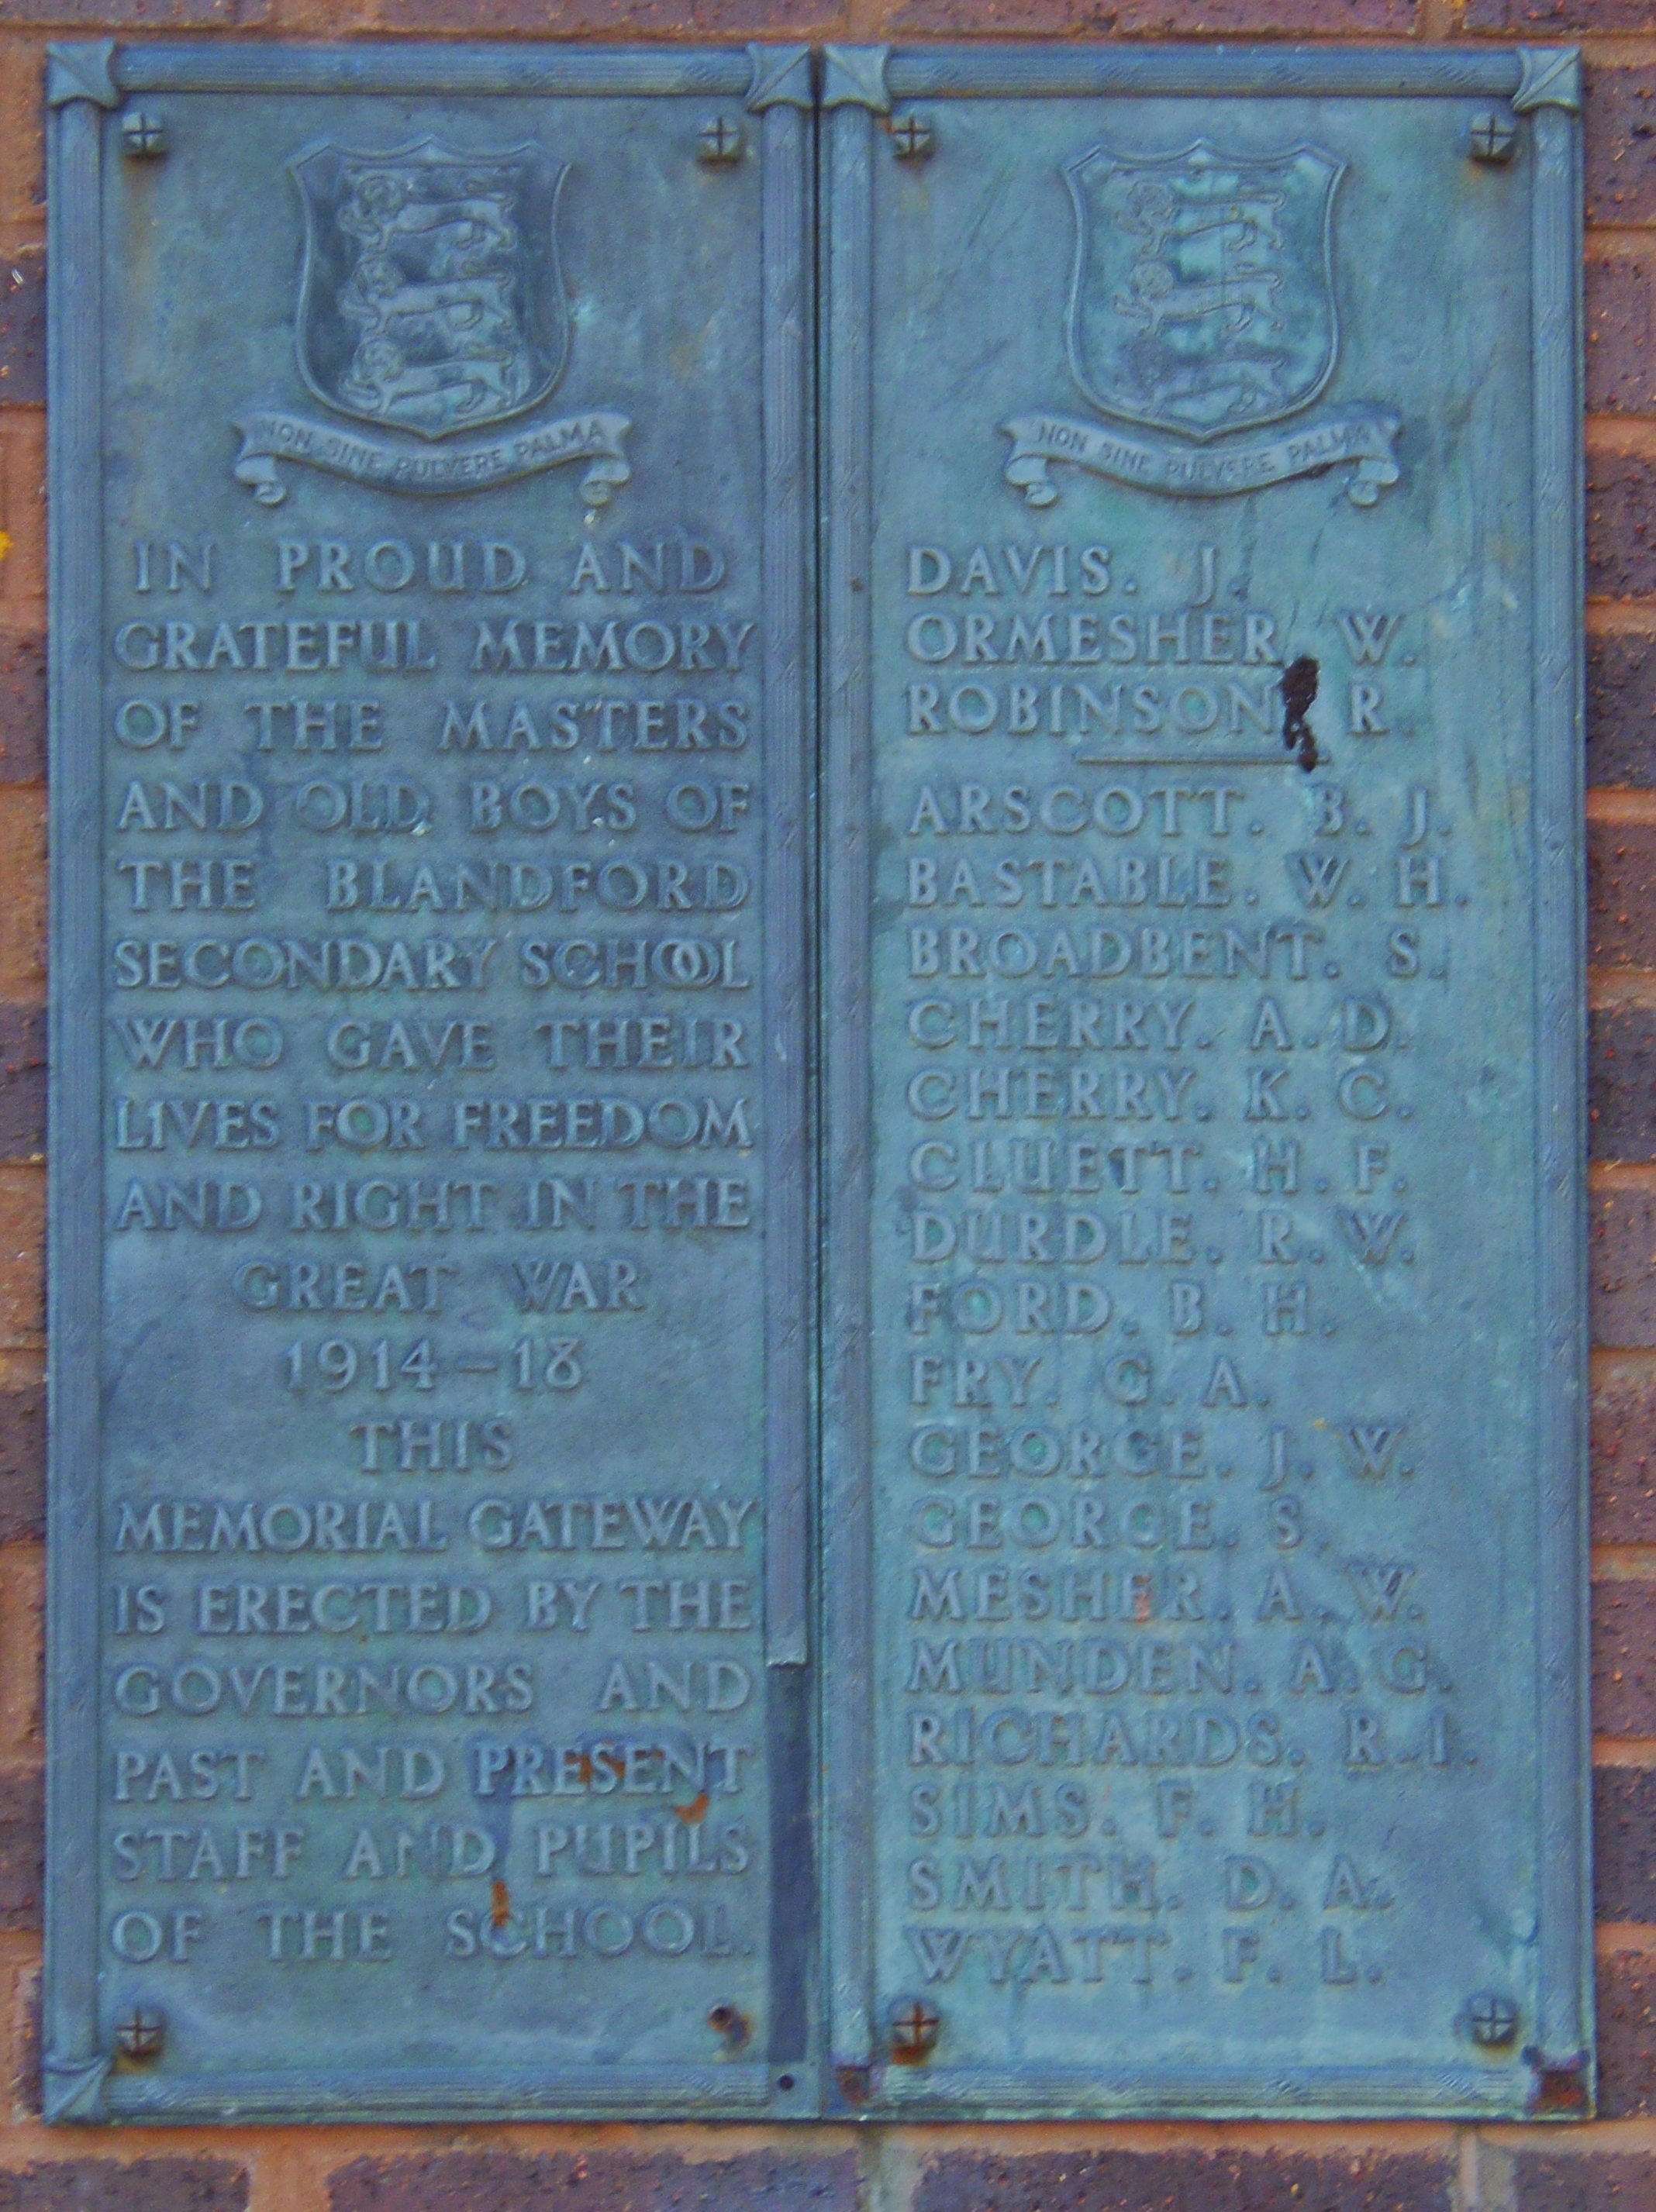 NON SINE PULVERE PALMA
IN PROUD AND
GRATEFUL MEMORY
OF THE MASTERS
AND OLD BOYS OF
THE BLANDFORD
SECONDARY SCHOOL
WHO GAVE THEIR
LIVES FOR FREEDOM
AND RIGHT IN THE
GREAT WAR
1914-18
THIS
MEMORIAL GATEWAY
IS ERECTED BY THE
GOVERNORS AND
PAST AND PRESENT
STAFF AND PUPILS
OF THE SCHOOL.
NON SINE PULVERE PALMA
DAVIS. J.
ORMESHER. W.
ROBINSON R.
ARSCOTT. B. J.
BASTABLE. W. H.
BROADBENT. S.
CHERRY. A. D.
CHERRY. K. C.
CLUETT. H. F.
DURDLE. R. W.
FORD. B. H.
FRY. G. A.
GEORGE. J. W.
GEORGE. S.
MESHER. A. W.
MUNDEN. A. G.
RICHARDS. R. I.
SIMS. F. H.
SMITH. D. A.
WYATT. F. L.